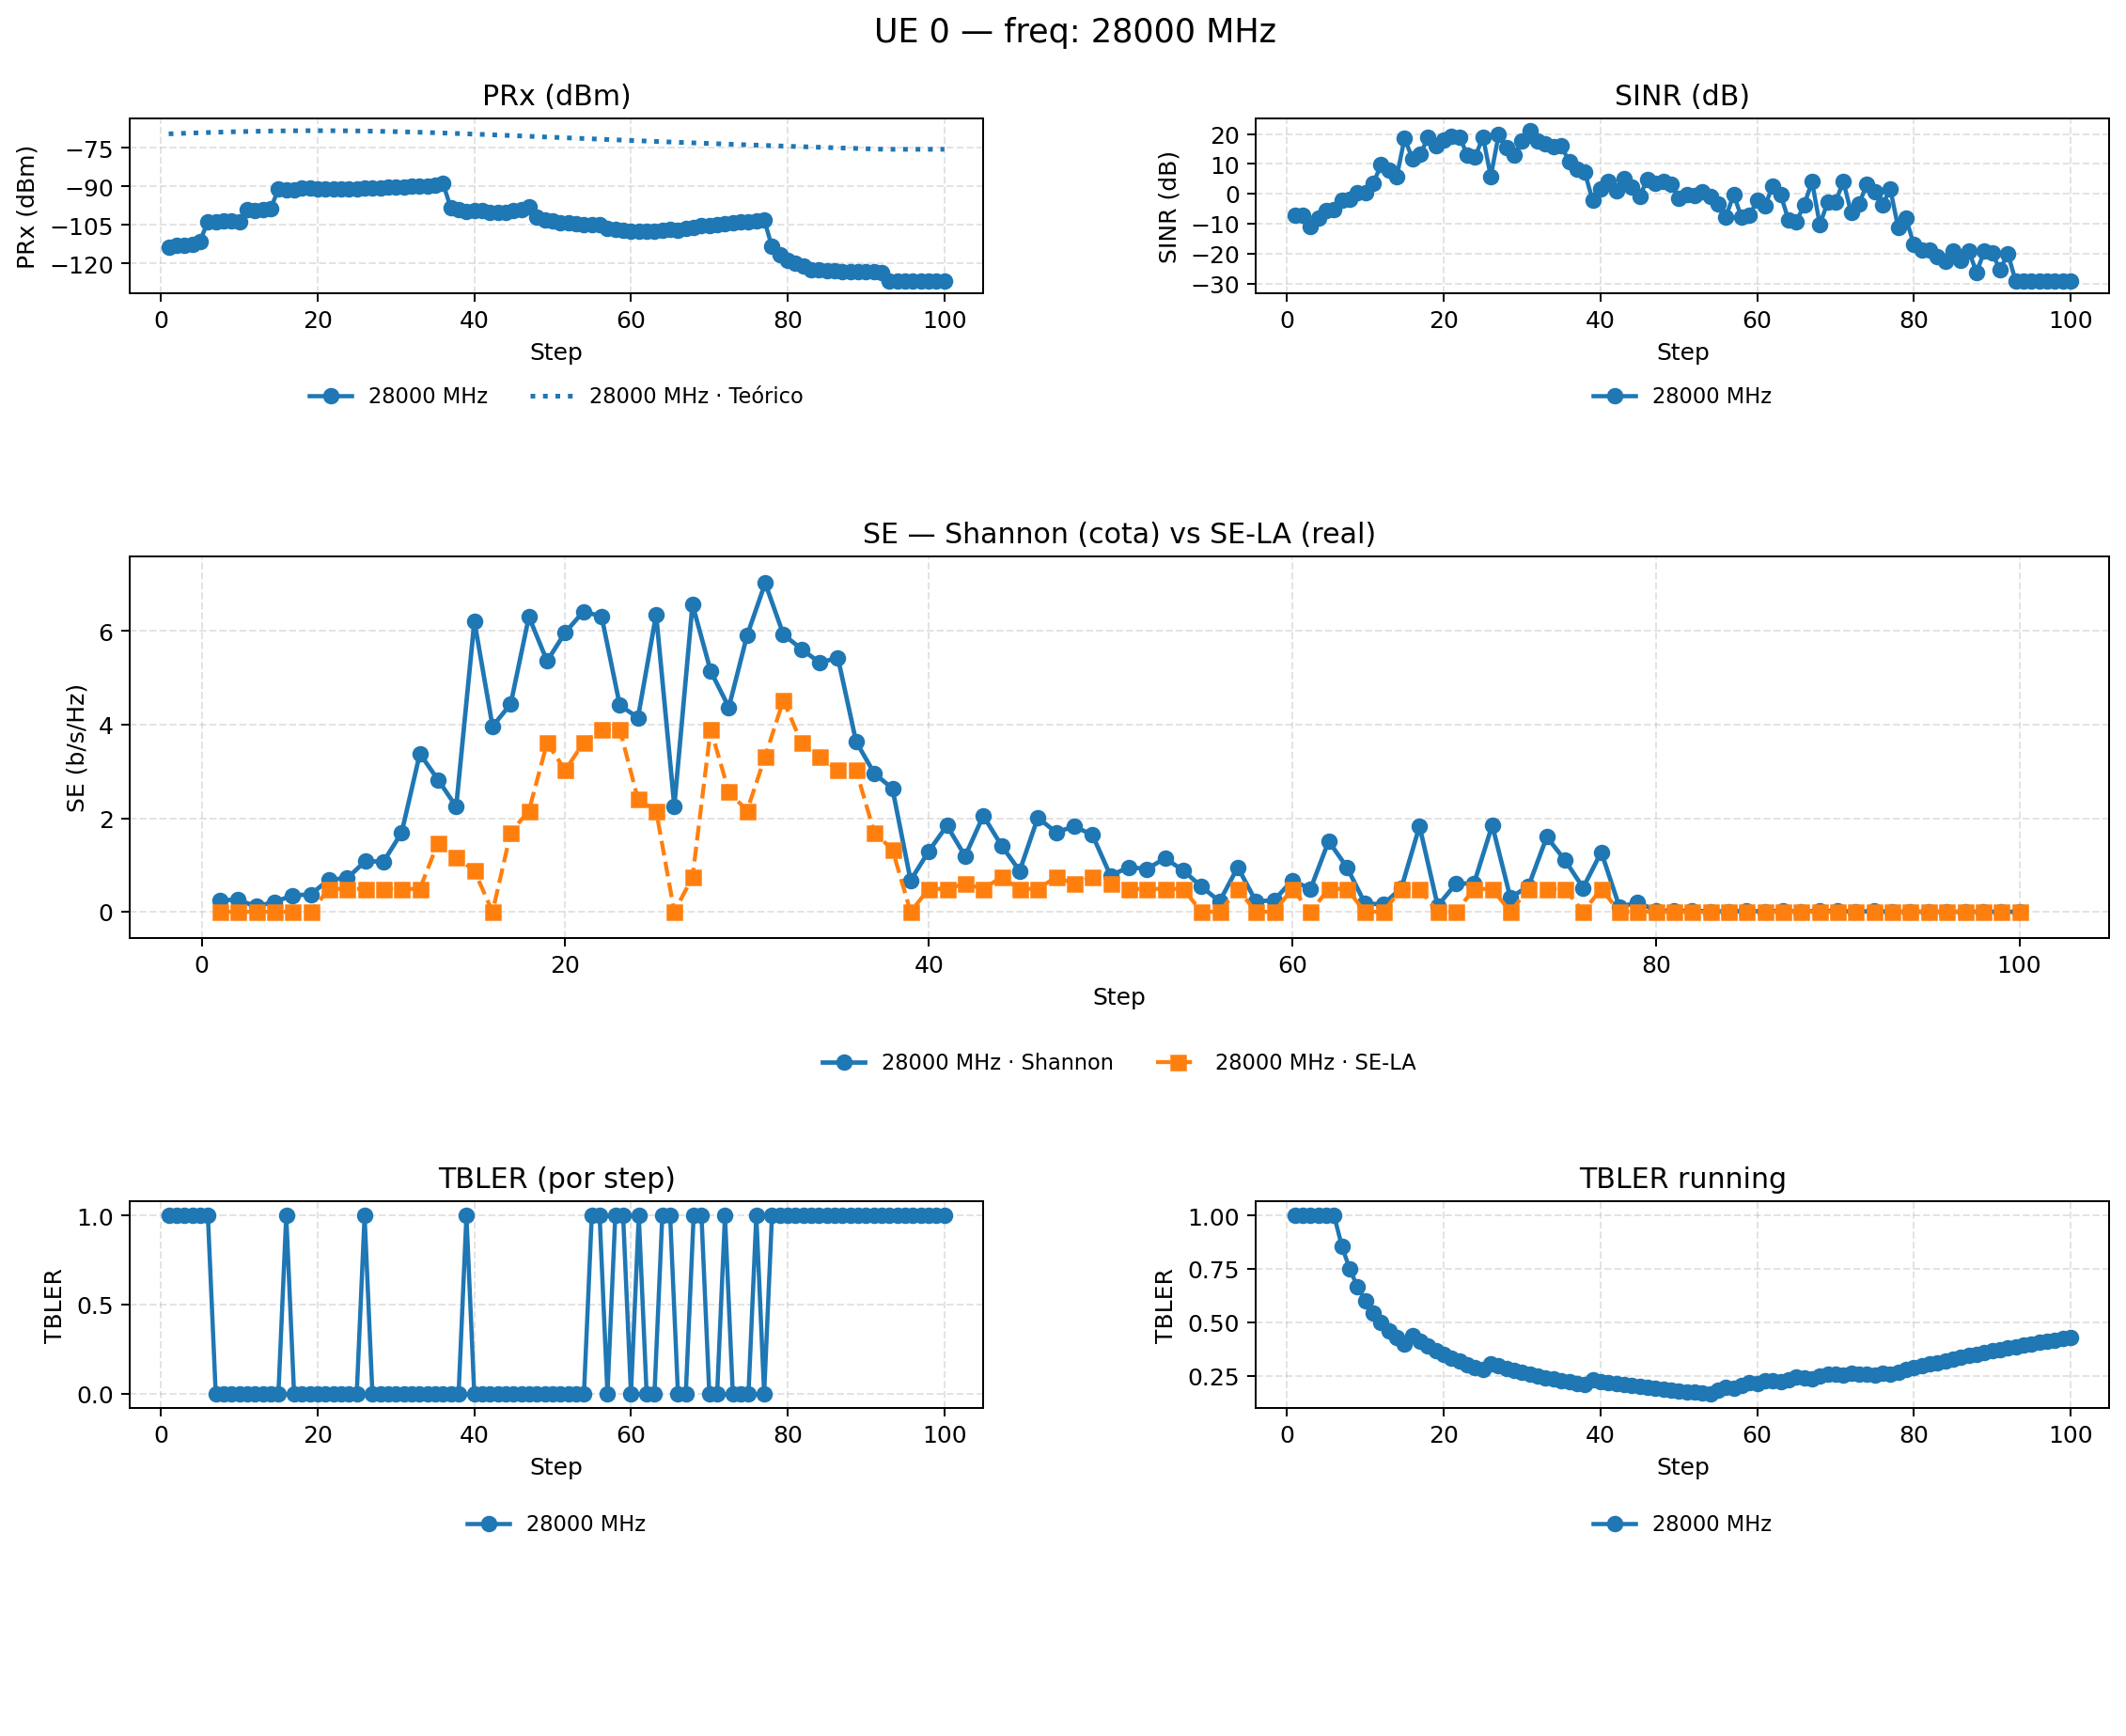 UE 0 — freq: 28000 MHz
PRx (dBm)
PRx (dBm)
−75
−90
−105
−120
0 20 40 60 80 100
Step
28000 MHz 28000 MHz · Teórico
SINR (dB)
SINR (dB)
20
10
0
−10
−20
−30
0 20 40 60 80 100
Step
28000 MHz
SE — Shannon (cota) vs SE-LA (real)
SE (b/s/Hz)
6
4
2
0
0 20 40 60 80 100
Step
28000 MHz · Shannon 28000 MHz · SE-LA
TBLER (por step)
TBLER
1.0
0.5
0.0
0 20 40 60 80 100
Step
28000 MHz
TBLER running
TBLER
1.00
0.75
0.50
0.25
0 20 40 60 80 100
Step
28000 MHz